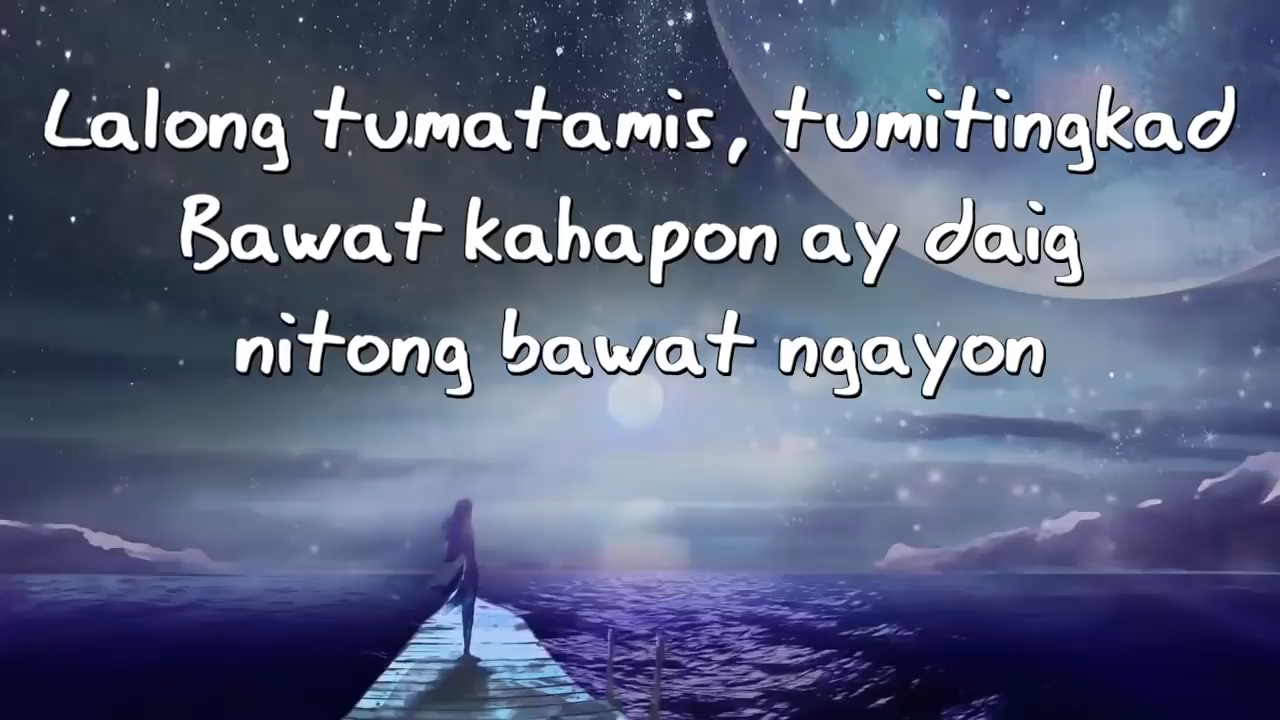 Lalong tumatamis, tumitingkad
Bawat kahapon ay daig
nitong bawat ngayon